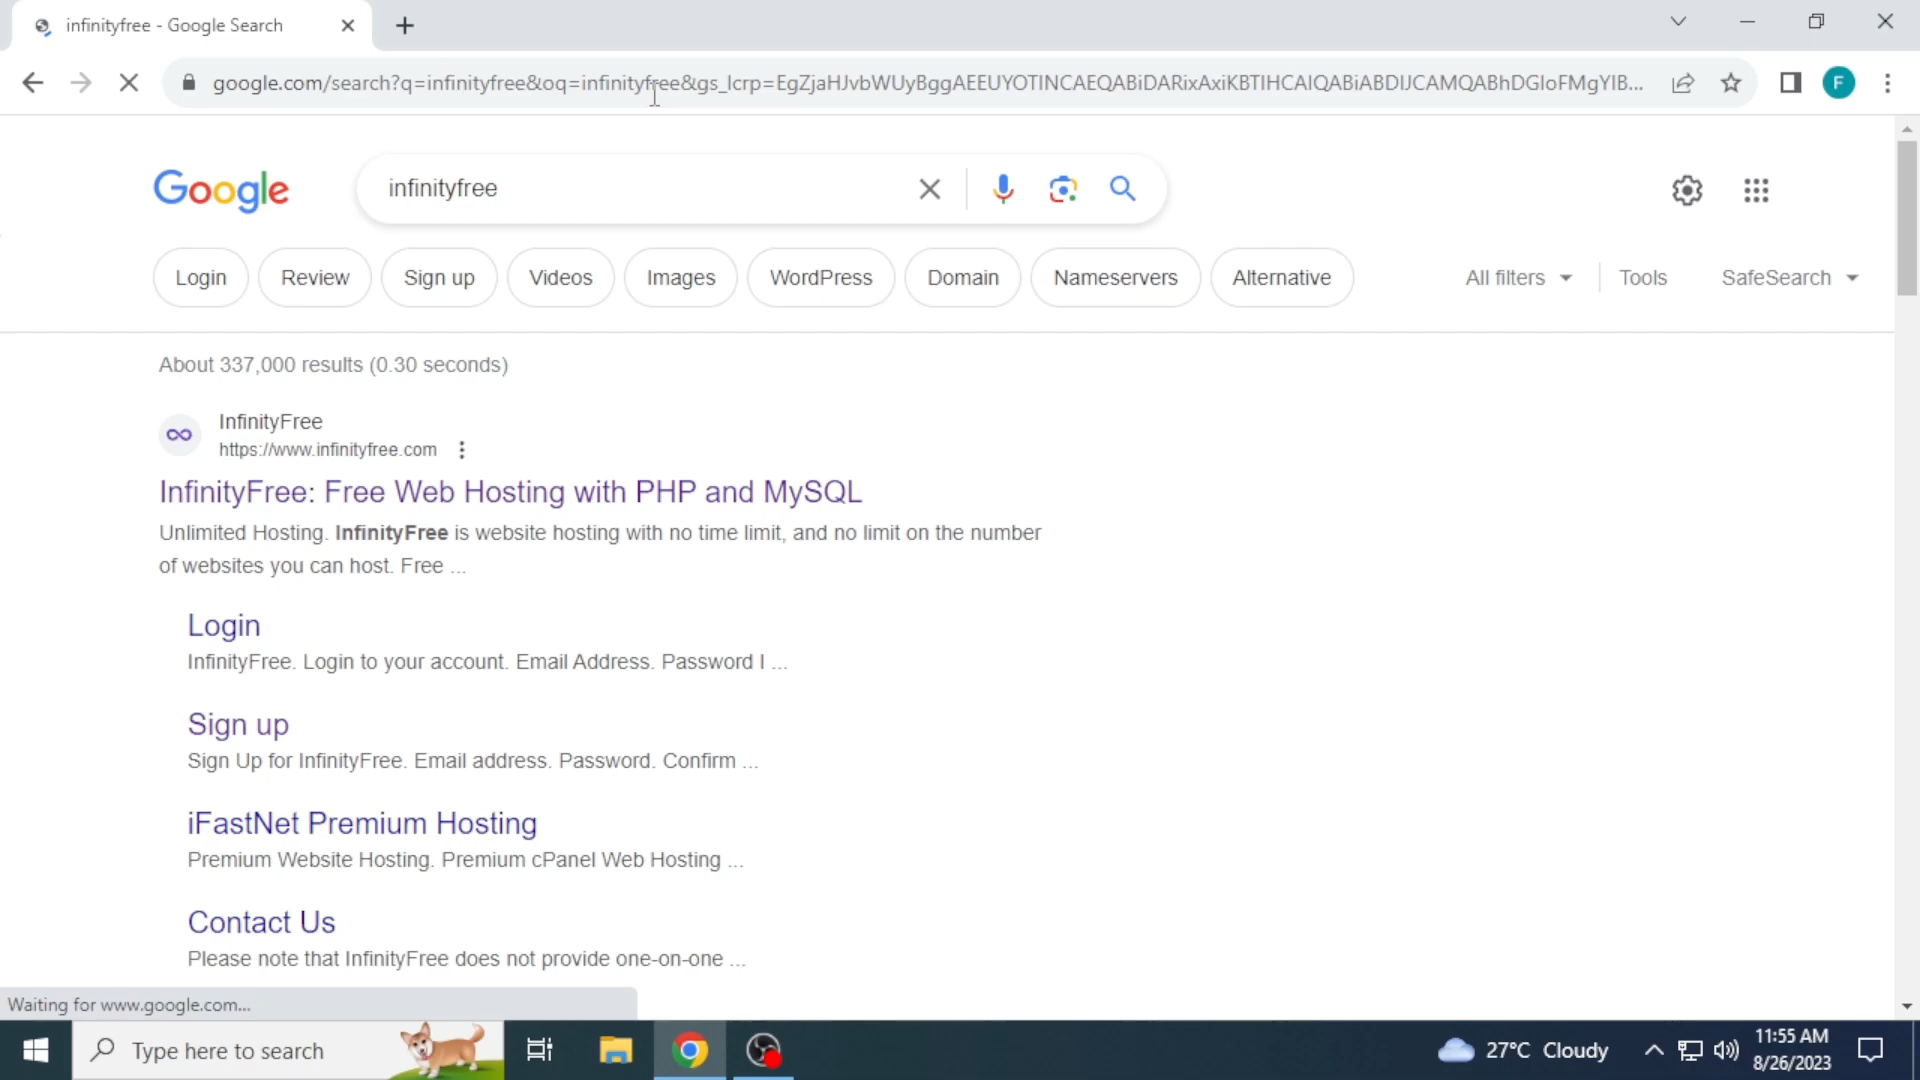 infinityfree - Google Search
google.com/search?q=infinityfree&oq=infinityfree&gs_lcrp=EgZjaHJvbWUyBggAEEUYOTINCAEQABiDARixAxiKBTIHCAIQABiABDIJCAMQABhDGIoFMgYIB...
Google
infinityfree
Login
Review
Sign up
Videos
Images
WordPress
Domain
Nameservers
Alternative
All filters
Tools
SafeSearch
F
About 337,000 results (0.30 seconds)
InfinityFree
https://www.infinityfree.com
InfinityFree: Free Web Hosting with PHP and MySQL
Unlimited Hosting. InfinityFree is website hosting with no time limit, and no limit on the number
of websites you can host. Free ...
Login
InfinityFree. Login to your account. Email Address. Password I ...
Sign up
Sign Up for InfinityFree. Email address. Password. Confirm ...
iFastNet Premium Hosting
Premium Website Hosting. Premium cPanel Web Hosting ...
Contact Us
Please note that InfinityFree does not provide one-on-one ...
Waiting for www.google.com...
Type here to search
27°C Cloudy
11:55 AM
8/26/2023